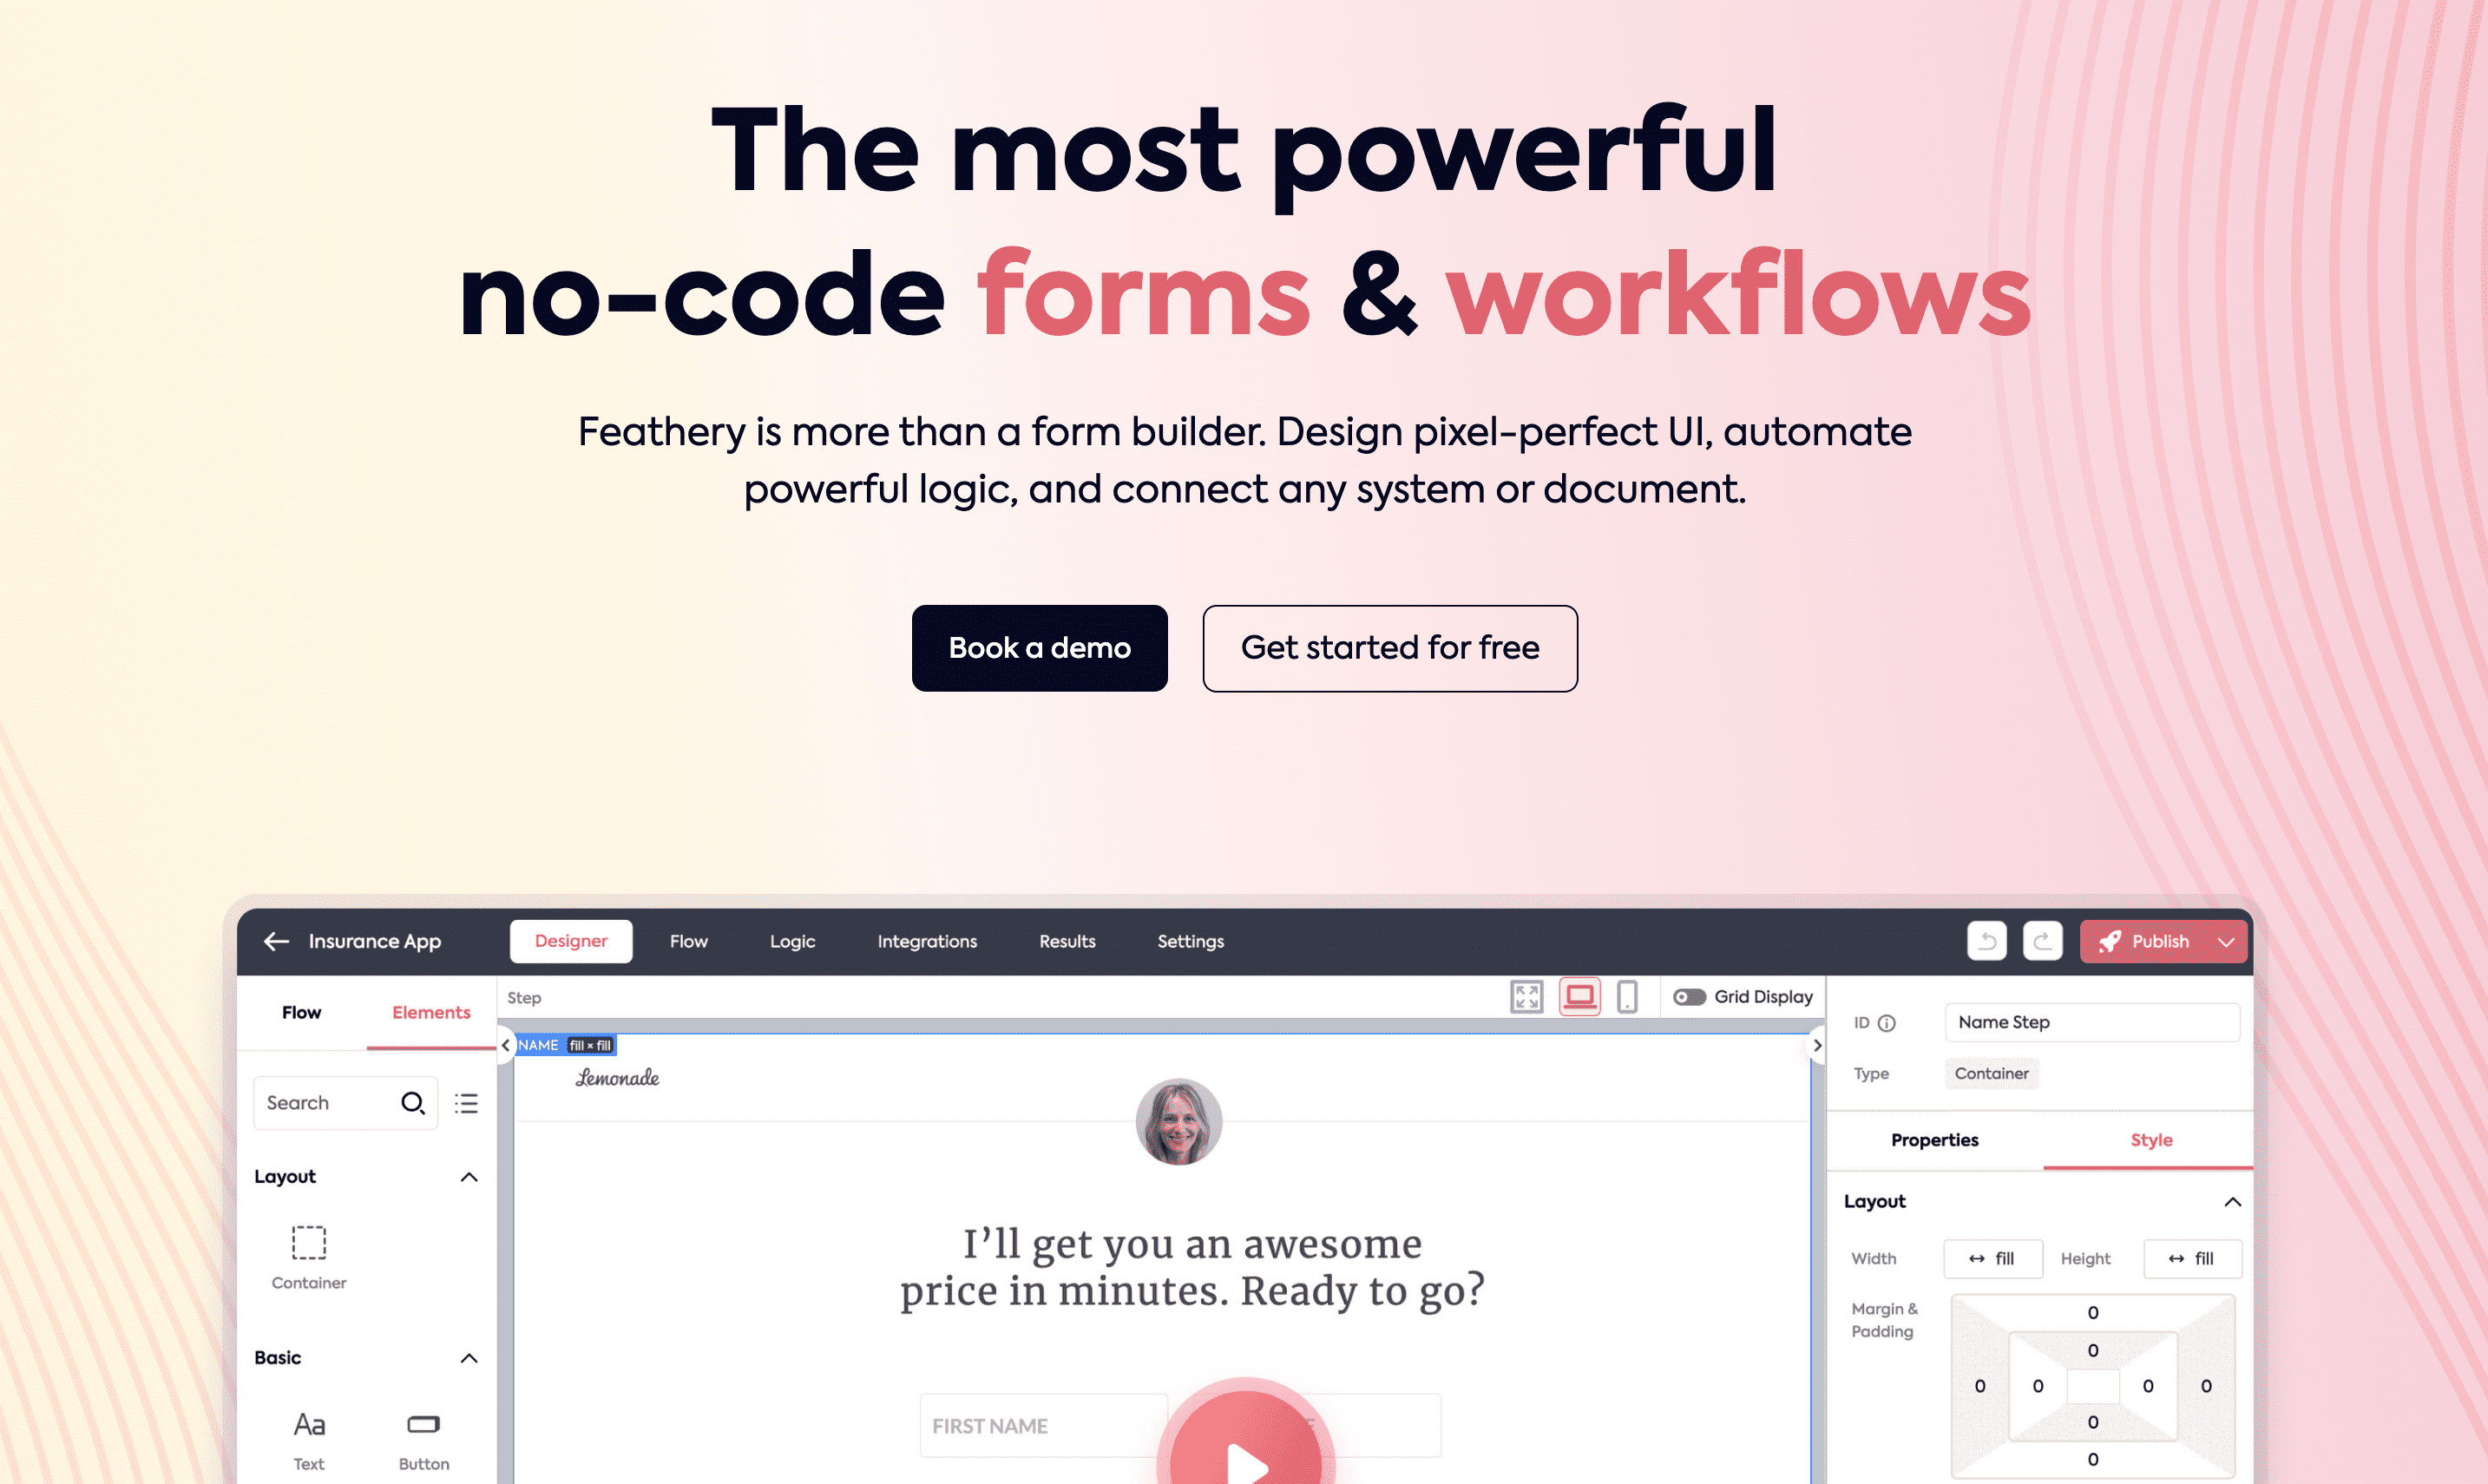 The most powerful
no-code forms & workflows
Feathery is more than a form builder. Design pixel-perfect UI, automate
powerful logic, and connect any system or document.
Book a demo
Get started for free
Insurance App
Designer
Flow
Logic
Integrations
Results
Settings
Publish
Flow
Elements
Step
Grid Display
NAME fill × fill
Lemonade
Search
Layout
Container
Basic
Aa
Text
Button
I’ll get you an awesome
price in minutes. Ready to go?
FIRST NAME
ID
Name Step
Type
Container
Properties
Style
Layout
Width
fill
Height
fill
Margin &
Padding
0
0
0 0 0 0
0
0